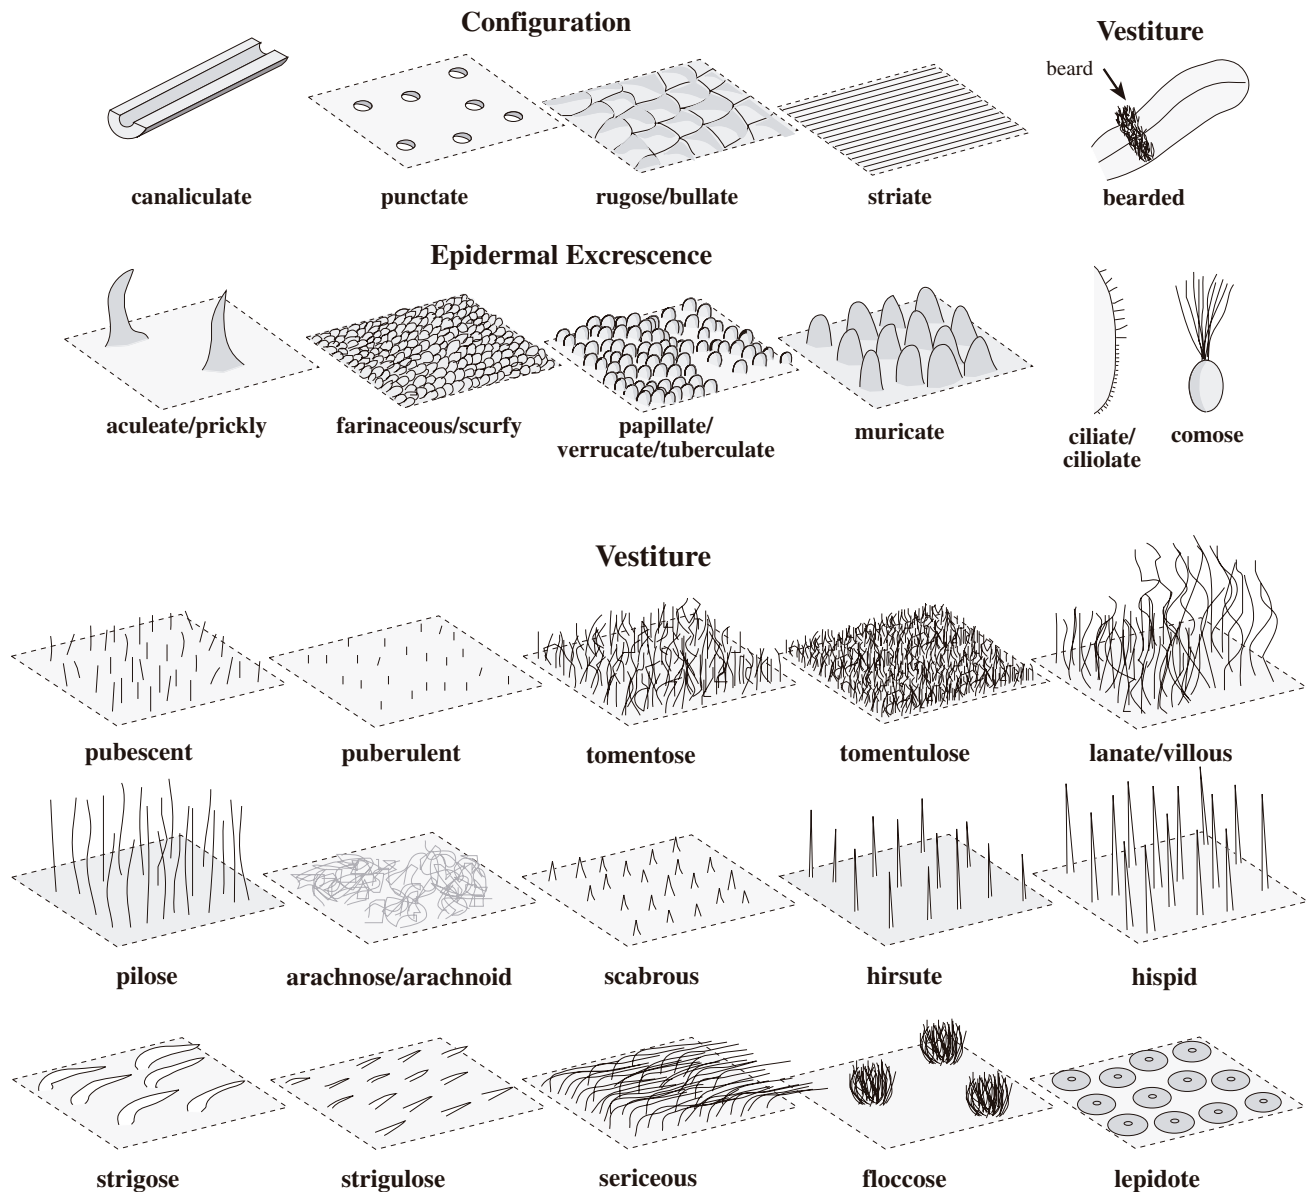 Configuration
Vestiture
beard
canaliculate
punctate
rugose/bullate
striate
bearded
Epidermal Excrescence
aculeate/prickly
farinaceous/scurfy
papillate/
verrucate/tuberculate
muricate
ciliate/
ciliolate
comose
Vestiture
pubescent
puberulent
tomentose
tomentulose
lanate/villous
pilose
arachnose/arachnoid
scabrous
hirsute
hispid
strigose
strigulose
sericeous
floccose
lepidote